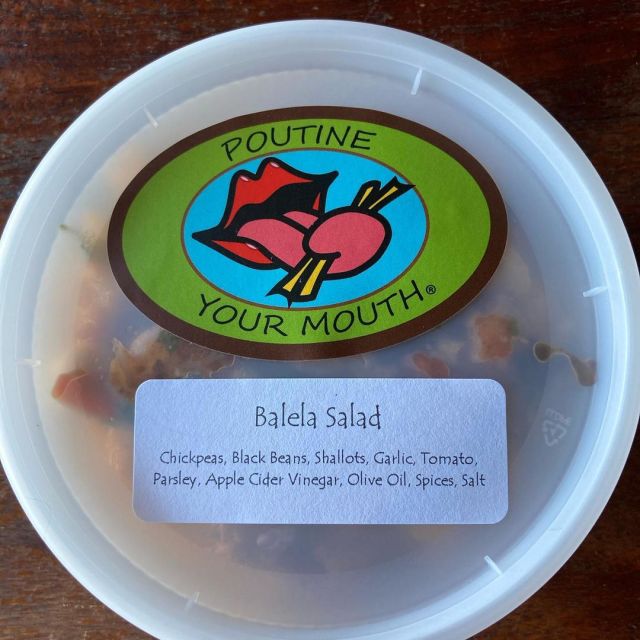 POUTINE
YOUR MOUTH®
Balela Salad
Chickpeas, Black Beans, Shallots, Garlic, Tomato,
Parsley, Apple Cider Vinegar, Olive Oil, Spices, Salt